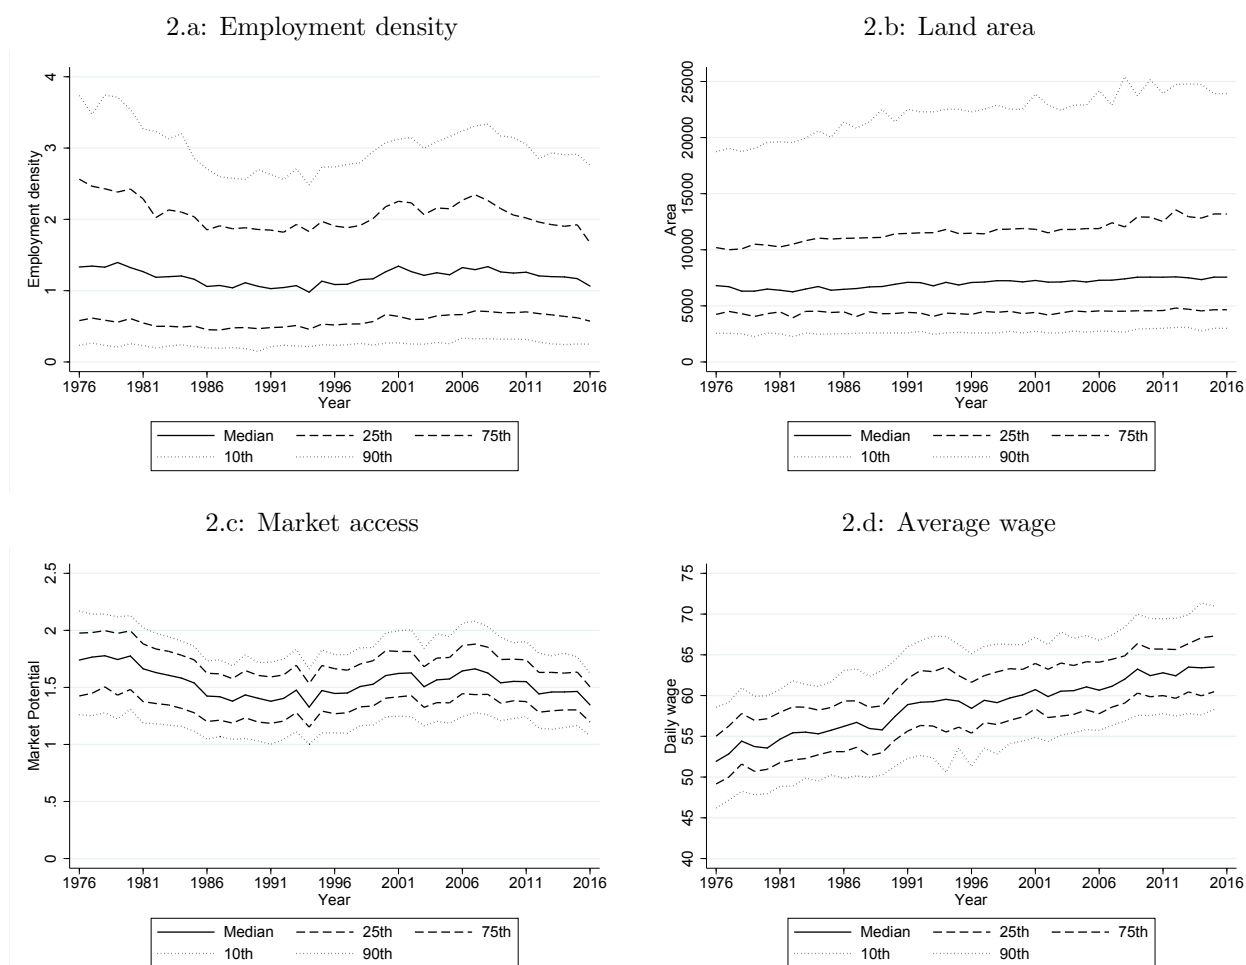 2.a: Employment density
4
3
2
1
0
Employment density
1976 1981 1986 1991 1996 2001 2006 2011 2016
Year
Median 25th 75th
10th 90th
2.b: Land area
25000
20000
15000
10000
5000
0
Area
1976 1981 1986 1991 1996 2001 2006 2011 2016
Year
Median 25th 75th
10th 90th
2.c: Market access
2.5
2
1.5
1
.5
0
Market Potential
1976 1981 1986 1991 1996 2001 2006 2011 2016
Year
Median 25th 75th
10th 90th
2.d: Average wage
75
70
65
60
55
50
45
40
Daily wage
1976 1981 1986 1991 1996 2001 2006 2011 2016
Year
Median 25th 75th
10th 90th